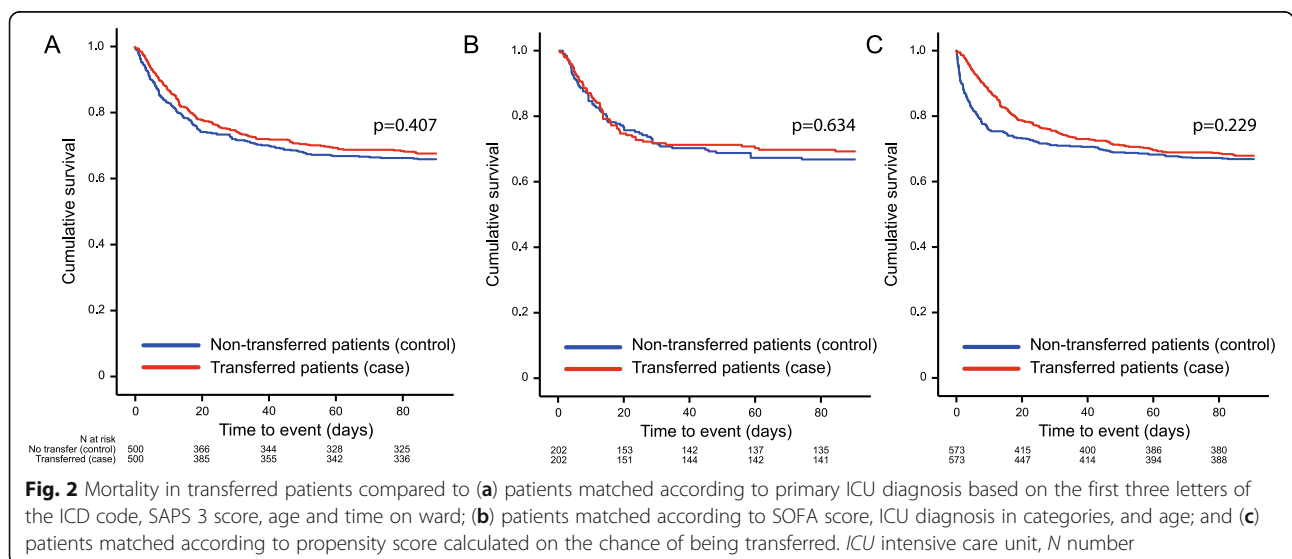 A
B
C
1.0
0.8
0.6
0.4
0.2
0
Cumulative survival
p=0.407
Non-transferred patients (control)
Transferred patients (case)
0 20 40 60 80
Time to event (days)
N at risk
No transfer (control) 500 366 344 328 325
Transferred (case) 500 385 355 342 336
1.0
0.8
0.6
0.4
0.2
0
Cumulative survival
p=0.634
Non-transferred patients (control)
Transferred patients (case)
0 20 40 60 80
Time to event (days)
202 153 142 137 135
202 151 144 142 141
1.0
0.8
0.6
0.4
0.2
0
Cumulative survival
p=0.229
Non-transferred patients (control)
Transferred patients (case)
0 20 40 60 80
Time to event (days)
573 415 400 386 380
573 447 414 394 388
Fig. 2 Mortality in transferred patients compared to (a) patients matched according to primary ICU diagnosis based on the first three letters of
the ICD code, SAPS 3 score, age and time on ward; (b) patients matched according to SOFA score, ICU diagnosis in categories, and age; and (c)
patients matched according to propensity score calculated on the chance of being transferred. ICU intensive care unit, N number